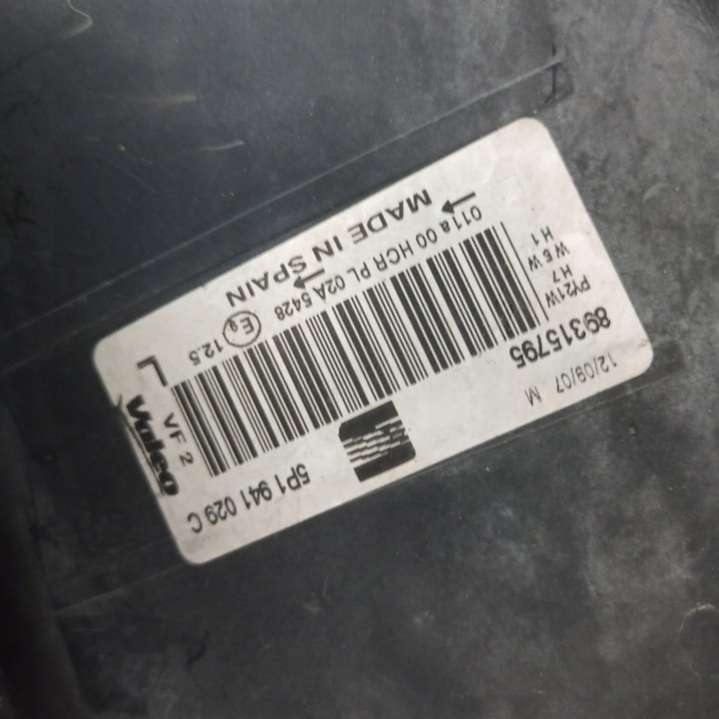 12/09/07 M
89315795
5P1 941 029 C
Valeo
VF 2
PY21W
H7
W5W
H1
L
12.5
E9
011a 00 HCR PL 02A 5428
MADE IN SPAIN